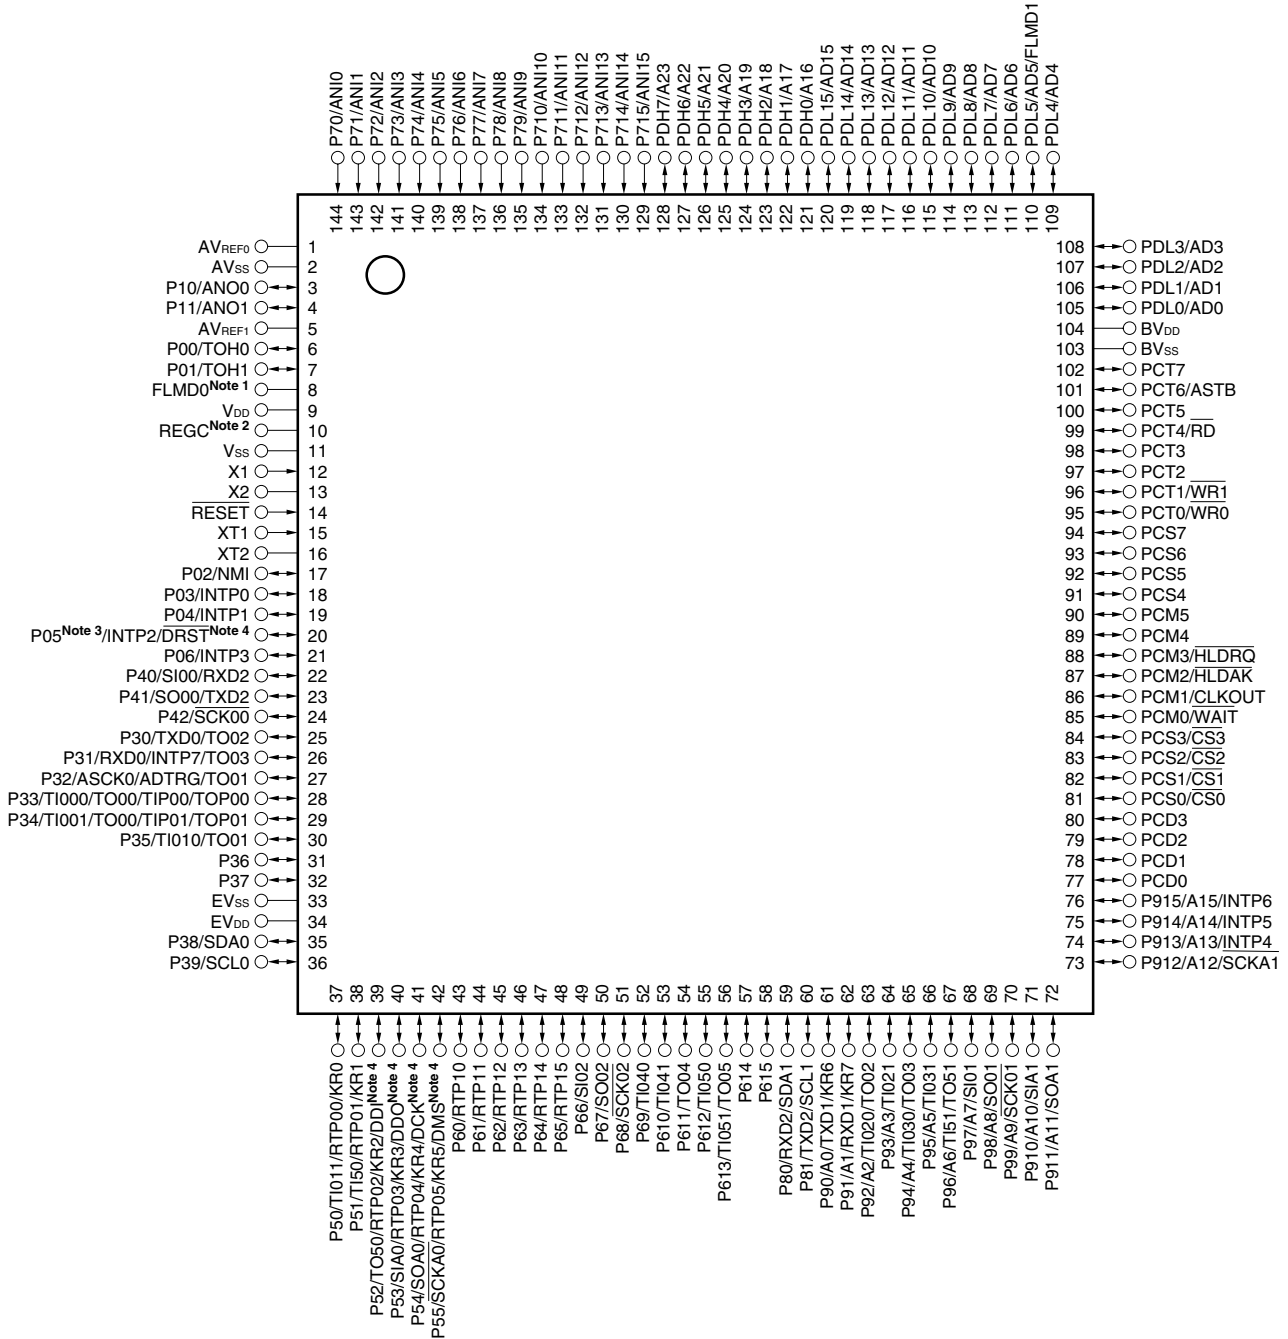 P70/ANI0
P71/ANI1
P72/ANI2
P73/ANI3
P74/ANI4
P75/ANI5
P76/ANI6
P77/ANI7
P78/ANI8
P79/ANI9
P710/ANI10
P711/ANI11
P712/ANI12
P713/ANI13
P714/ANI14
P715/ANI15
PDH7/A23
PDH6/A22
PDH5/A21
PDH4/A20
PDH3/A19
PDH2/A18
PDH1/A17
PDH0/A16
PDL15/AD15
PDL14/AD14
PDL13/AD13
PDL12/AD12
PDL11/AD11
PDL10/AD10
PDL9/AD9
PDL8/AD8
PDL7/AD7
PDL6/AD6
PDL5/AD5/FLMD1
PDL4/AD4
144
143
142
141
140
139
138
137
136
135
134
133
132
131
130
129
128
127
126
125
124
123
122
121
120
119
118
117
116
115
114
113
112
111
110
109
AVREF0 1
AVSS 2
P10/ANO0 3
P11/ANO1 4
AVREF1 5
P00/TOH0 6
P01/TOH1 7
FLMD0Note 1 8
VDD 9
REGCNote 2 10
VSS 11
X1 12
X2 13
RESET 14
XT1 15
XT2 16
P02/NMI 17
P03/INTP0 18
P04/INTP1 19
P05Note 3/INTP2/DRSTNote 4 20
P06/INTP3 21
P40/SI00/RXD2 22
P41/SO00/TXD2 23
P42/SCK00 24
P30/TXD0/TO02 25
P31/RXD0/INTP7/TO03 26
P32/ASCK0/ADTRG/TO01 27
P33/TI000/TO00/TIP00/TOP00 28
P34/TI001/TO00/TIP01/TOP01 29
P35/TI010/TO01 30
P36 31
P37 32
EVSS 33
EVDD 34
P38/SDA0 35
P39/SCL0 36
108 PDL3/AD3
107 PDL2/AD2
106 PDL1/AD1
105 PDL0/AD0
104 BVDD
103 BVSS
102 PCT7
101 PCT6/ASTB
100 PCT5
99 PCT4/RD
98 PCT3
97 PCT2
96 PCT1/WR1
95 PCT0/WR0
94 PCS7
93 PCS6
92 PCS5
91 PCS4
90 PCM5
89 PCM4
88 PCM3/HLDRQ
87 PCM2/HLDAK
86 PCM1/CLKOUT
85 PCM0/WAIT
84 PCS3/CS3
83 PCS2/CS2
82 PCS1/CS1
81 PCS0/CS0
80 PCD3
79 PCD2
78 PCD1
77 PCD0
76 P915/A15/INTP6
75 P914/A14/INTP5
74 P913/A13/INTP4
73 P912/A12/SCKA1
37
38
39
40
41
42
43
44
45
46
47
48
49
50
51
52
53
54
55
56
57
58
59
60
61
62
63
64
65
66
67
68
69
70
71
72
P50/TI011/RTP00/KR0
P51/TI50/RTP01/KR1
P52/TO50/RTP02/KR2/DDINote 4
P53/SIA0/RTP03/KR3/DDONote 4
P54/SOA0/RTP04/KR4/DCKNote 4
P55/SCKA0/RTP05/KR5/DMSNote 4
P60/RTP10
P61/RTP11
P62/RTP12
P63/RTP13
P64/RTP14
P65/RTP15
P66/SI02
P67/SO02
P68/SCK02
P69/TI040
P610/TI041
P611/TO04
P612/TI050
P613/TI051/TO05
P614
P615
P80/RXD2/SDA1
P81/TXD2/SCL1
P90/A0/TXD1/KR6
P91/A1/RXD1/KR7
P92/A2/TI020/TO02
P93/A3/TI021
P94/A4/TI030/TO03
P95/A5/TI031
P96/A6/TI51/TO51
P97/A7/SI01
P98/A8/SO01
P99/A9/SCK01
P910/A10/SIA1
P911/A11/SOA1